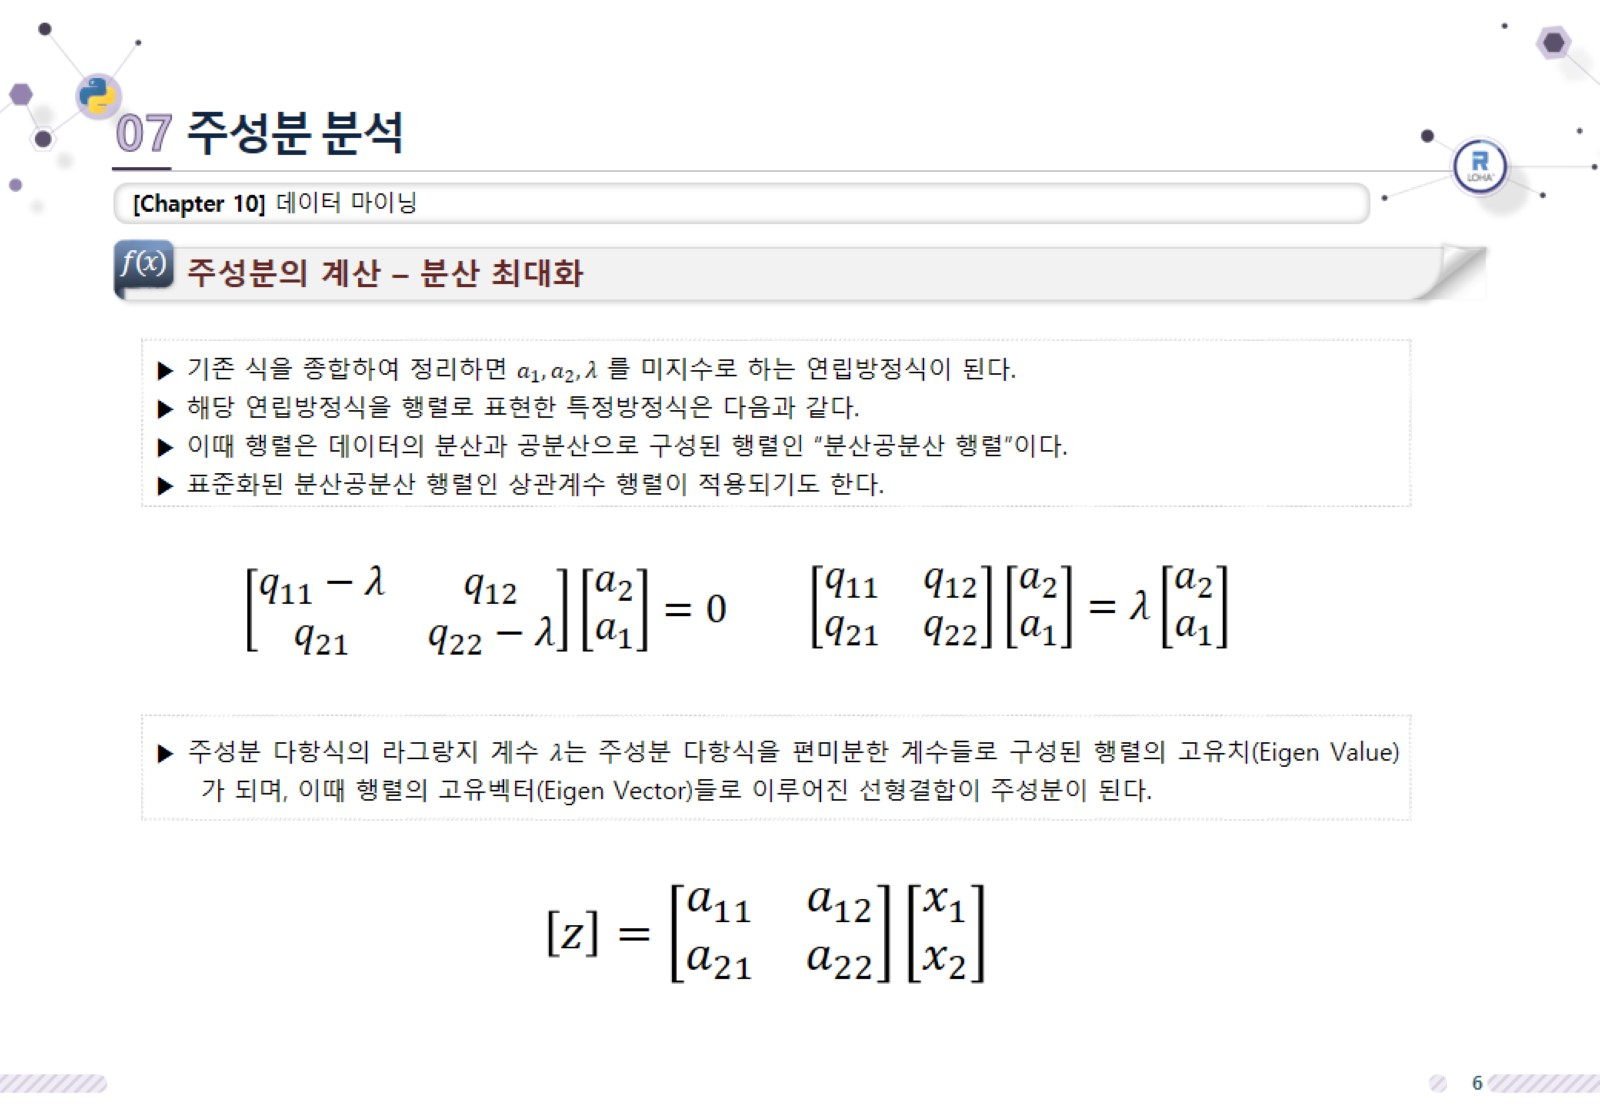 07 주성분 분석
R
LOHA
[Chapter 10] 데이터 마이닝
f(x) 주성분의 계산 – 분산 최대화
▶ 기존 식을 종합하여 정리하면 a₁, a₂, λ 를 미지수로 하는 연립방정식이 된다.
▶ 해당 연립방정식을 행렬로 표현한 특정방정식은 다음과 같다.
▶ 이때 행렬은 데이터의 분산과 공분산으로 구성된 행렬인 “분산공분산 행렬”이다.
▶ 표준화된 분산공분산 행렬인 상관계수 행렬이 적용되기도 한다.
[q₁₁ − λ q₁₂; q₂₁ q₂₂ − λ] [a₂; a₁] = 0 [q₁₁ q₁₂; q₂₁ q₂₂] [a₂; a₁] = λ [a₂; a₁]
▶ 주성분 다항식의 라그랑지 계수 λ는 주성분 다항식을 편미분한 계수들로 구성된 행렬의 고유치(Eigen Value)
가 되며, 이때 행렬의 고유벡터(Eigen Vector)들로 이루어진 선형결합이 주성분이 된다.
[z] = [a₁₁ a₁₂; a₂₁ a₂₂] [x₁; x₂]
6